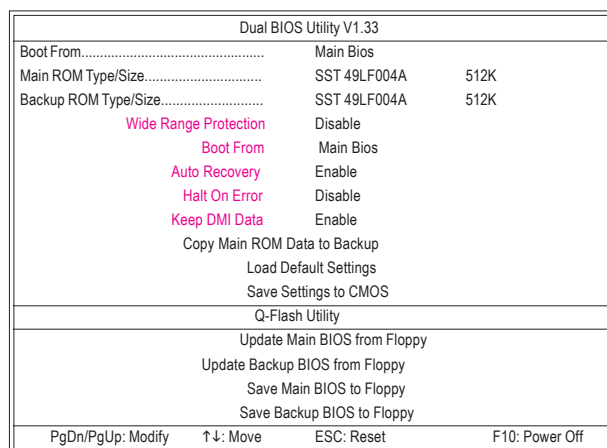 Dual BIOS Utility V1.33
Boot From................................................ Main Bios
Main ROM Type/Size............................... SST 49LF004A 512K
Backup ROM Type/Size........................... SST 49LF004A 512K
Wide Range Protection Disable
Boot From Main Bios
Auto Recovery Enable
Halt On Error Disable
Keep DMI Data Enable
Copy Main ROM Data to Backup
Load Default Settings
Save Settings to CMOS
Q-Flash Utility
Update Main BIOS from Floppy
Update Backup BIOS from Floppy
Save Main BIOS to Floppy
Save Backup BIOS to Floppy
PgDn/PgUp: Modify ↑↓: Move ESC: Reset F10: Power Off